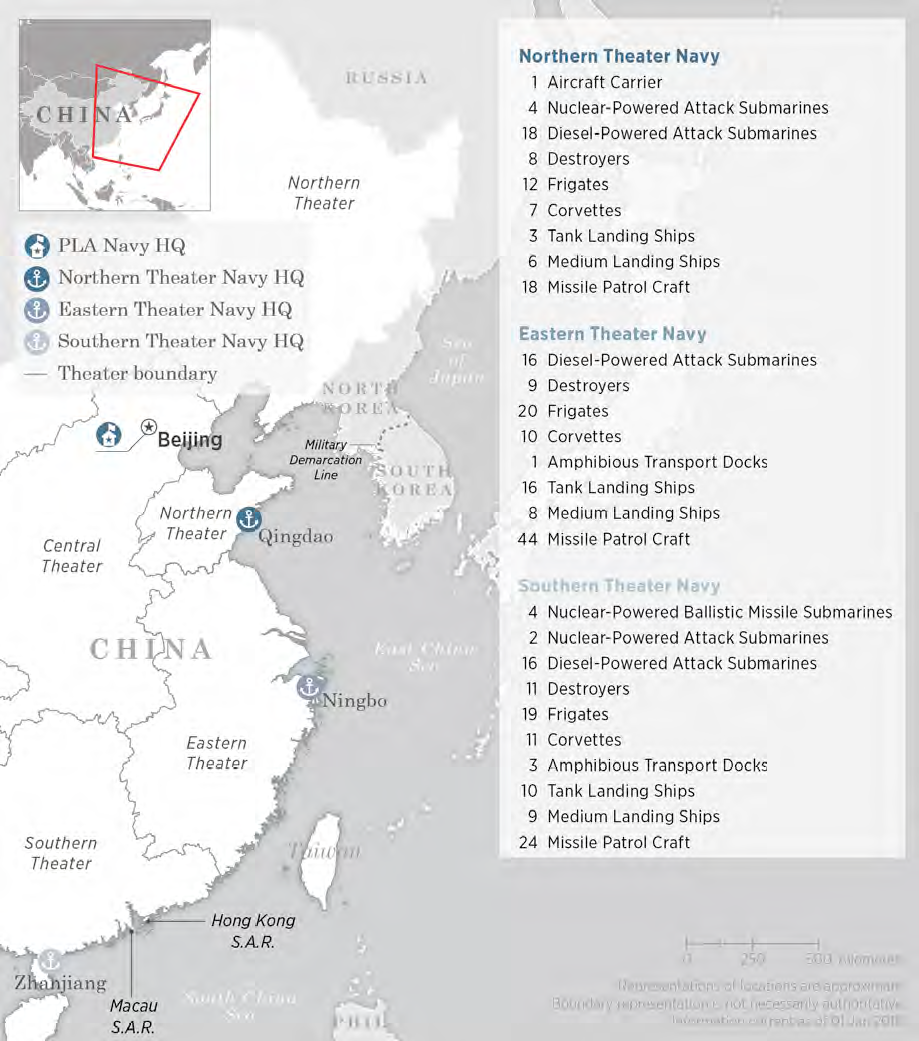 CHINA
RUSSIA
Northern
Theater
PLA Navy HQ
Northern Theater Navy HQ
Eastern Theater Navy HQ
Southern Theater Navy HQ
Theater boundary
Sea
of
Japan
NORTH
KOREA
Beijing
Military
Demarcation
Line
SOUTH
KOREA
Northern
Theater
Qingdao
Central
Theater
CHINA
East China
Sea
Ningbo
Eastern
Theater
Taiwan
Southern
Theater
Hong Kong
S.A.R.
Zhanjiang
Macau
S.A.R.
South China
Sea
PHIL
Northern Theater Navy
1 Aircraft Carrier
4 Nuclear-Powered Attack Submarines
18 Diesel-Powered Attack Submarines
8 Destroyers
12 Frigates
7 Corvettes
3 Tank Landing Ships
6 Medium Landing Ships
18 Missile Patrol Craft
Eastern Theater Navy
16 Diesel-Powered Attack Submarines
9 Destroyers
20 Frigates
10 Corvettes
1 Amphibious Transport Docks
16 Tank Landing Ships
8 Medium Landing Ships
44 Missile Patrol Craft
Southern Theater Navy
4 Nuclear-Powered Ballistic Missile Submarines
2 Nuclear-Powered Attack Submarines
16 Diesel-Powered Attack Submarines
11 Destroyers
19 Frigates
11 Corvettes
3 Amphibious Transport Docks
10 Tank Landing Ships
9 Medium Landing Ships
24 Missile Patrol Craft
0 250 500 Kilometer
Representations of locations are approximate
Boundary representation is not necessarily authoritative
Information current as of 01 Jan